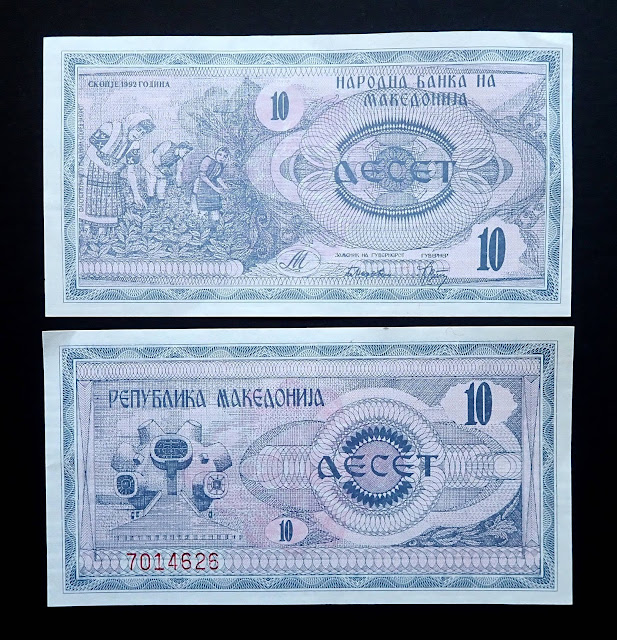 СКОПЈЕ 1992 ГОДИНА
НАРОДНА БАНКА НА
МАКЕДОНИЈА
10
ДЕСЕТ
10
ЗАМЕНИК НА ГУВЕРНЕРОТ ГУВЕРНЕР
М
РЕПУБЛИКА МАКЕДОНИЈА
10
ДЕСЕТ
10
7014626